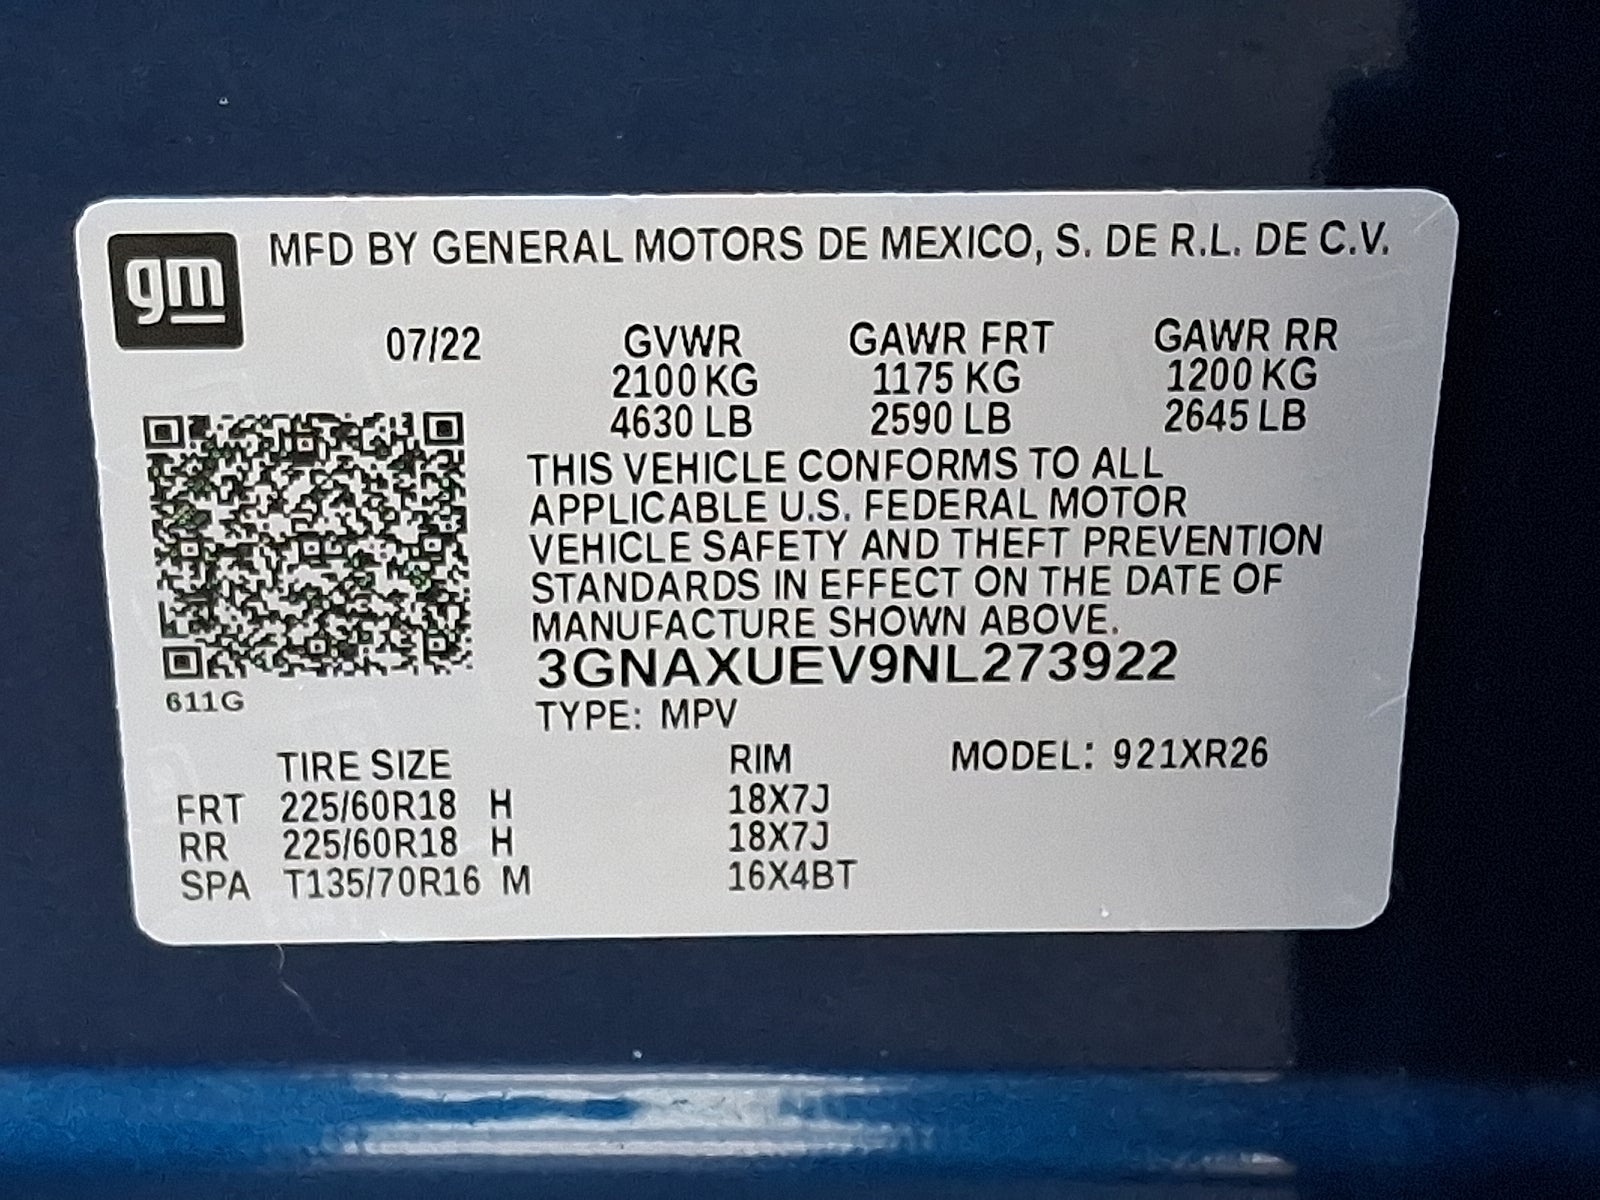 gm
MFD BY GENERAL MOTORS DE MEXICO, S. DE R.L. DE C.V.
07/22 GVWR GAWR FRT GAWR RR
2100 KG 1175 KG 1200 KG
4630 LB 2590 LB 2645 LB
THIS VEHICLE CONFORMS TO ALL
APPLICABLE U.S. FEDERAL MOTOR
VEHICLE SAFETY AND THEFT PREVENTION
STANDARDS IN EFFECT ON THE DATE OF
MANUFACTURE SHOWN ABOVE.
3GNAXUEV9NL273922
611G
TYPE: MPV
TIRE SIZE RIM MODEL: 921XR26
FRT 225/60R18 H 18X7J
RR 225/60R18 H 18X7J
SPA T135/70R16 M 16X4BT